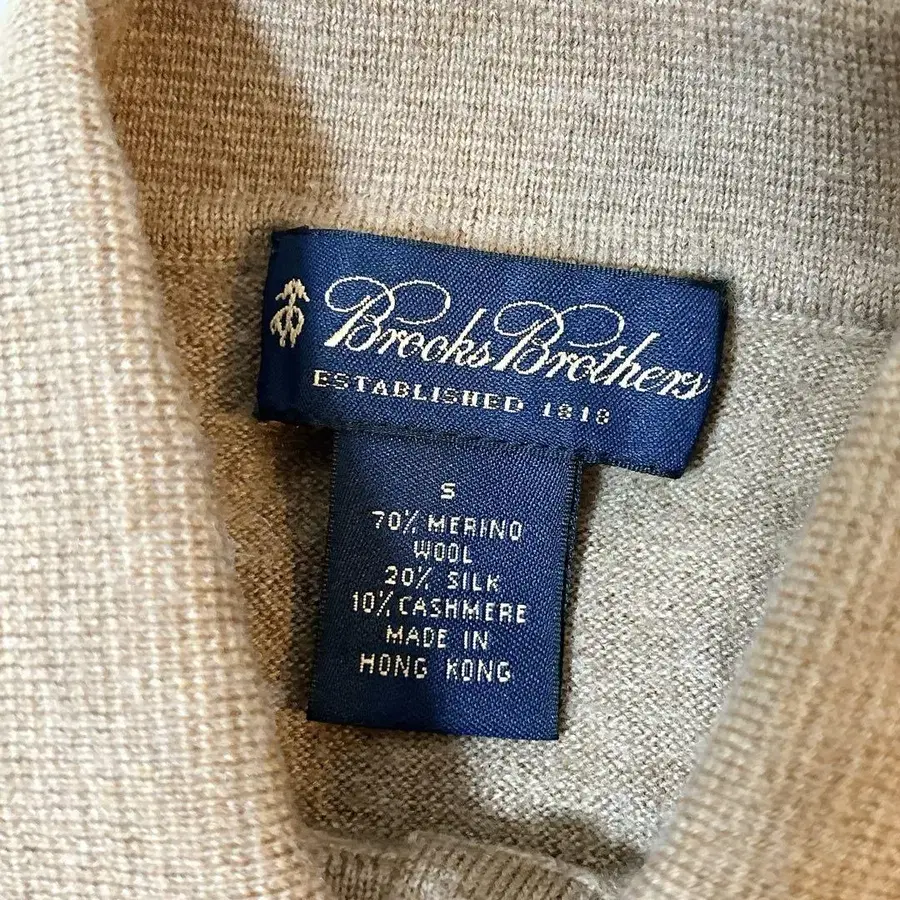 Brooks Brothers
ESTABLISHED 1818
S
70% MERINO
WOOL
20% SILK
10% CASHMERE
MADE IN
HONG KONG